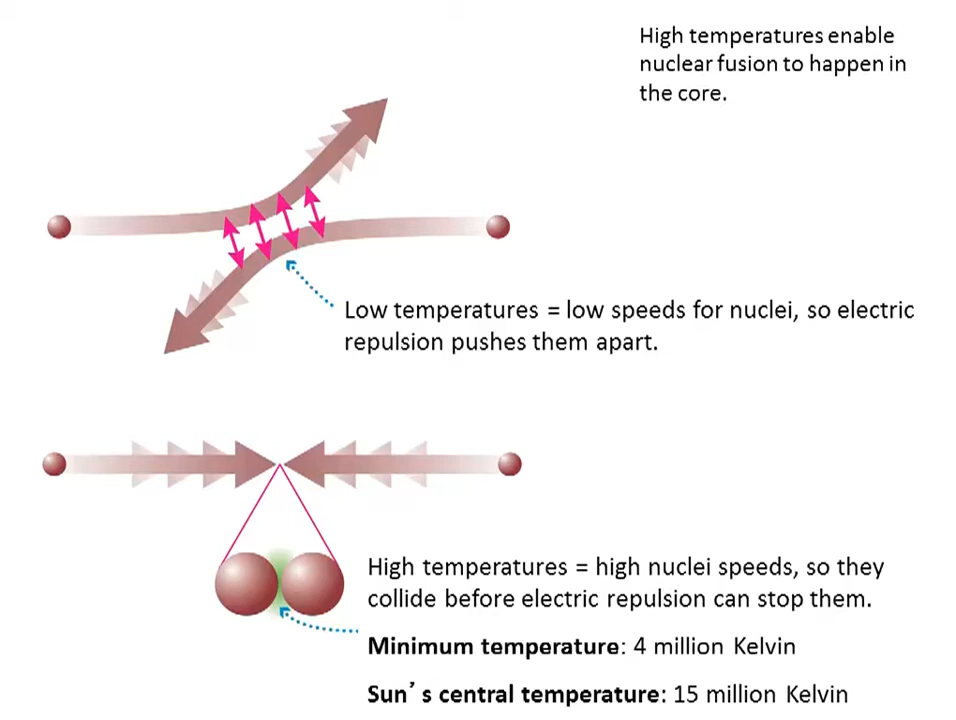 High temperatures enable
nuclear fusion to happen in
the core.
Low temperatures = low speeds for nuclei, so electric
repulsion pushes them apart.
High temperatures = high nuclei speeds, so they
collide before electric repulsion can stop them.
Minimum temperature: 4 million Kelvin
Sun’s central temperature: 15 million Kelvin